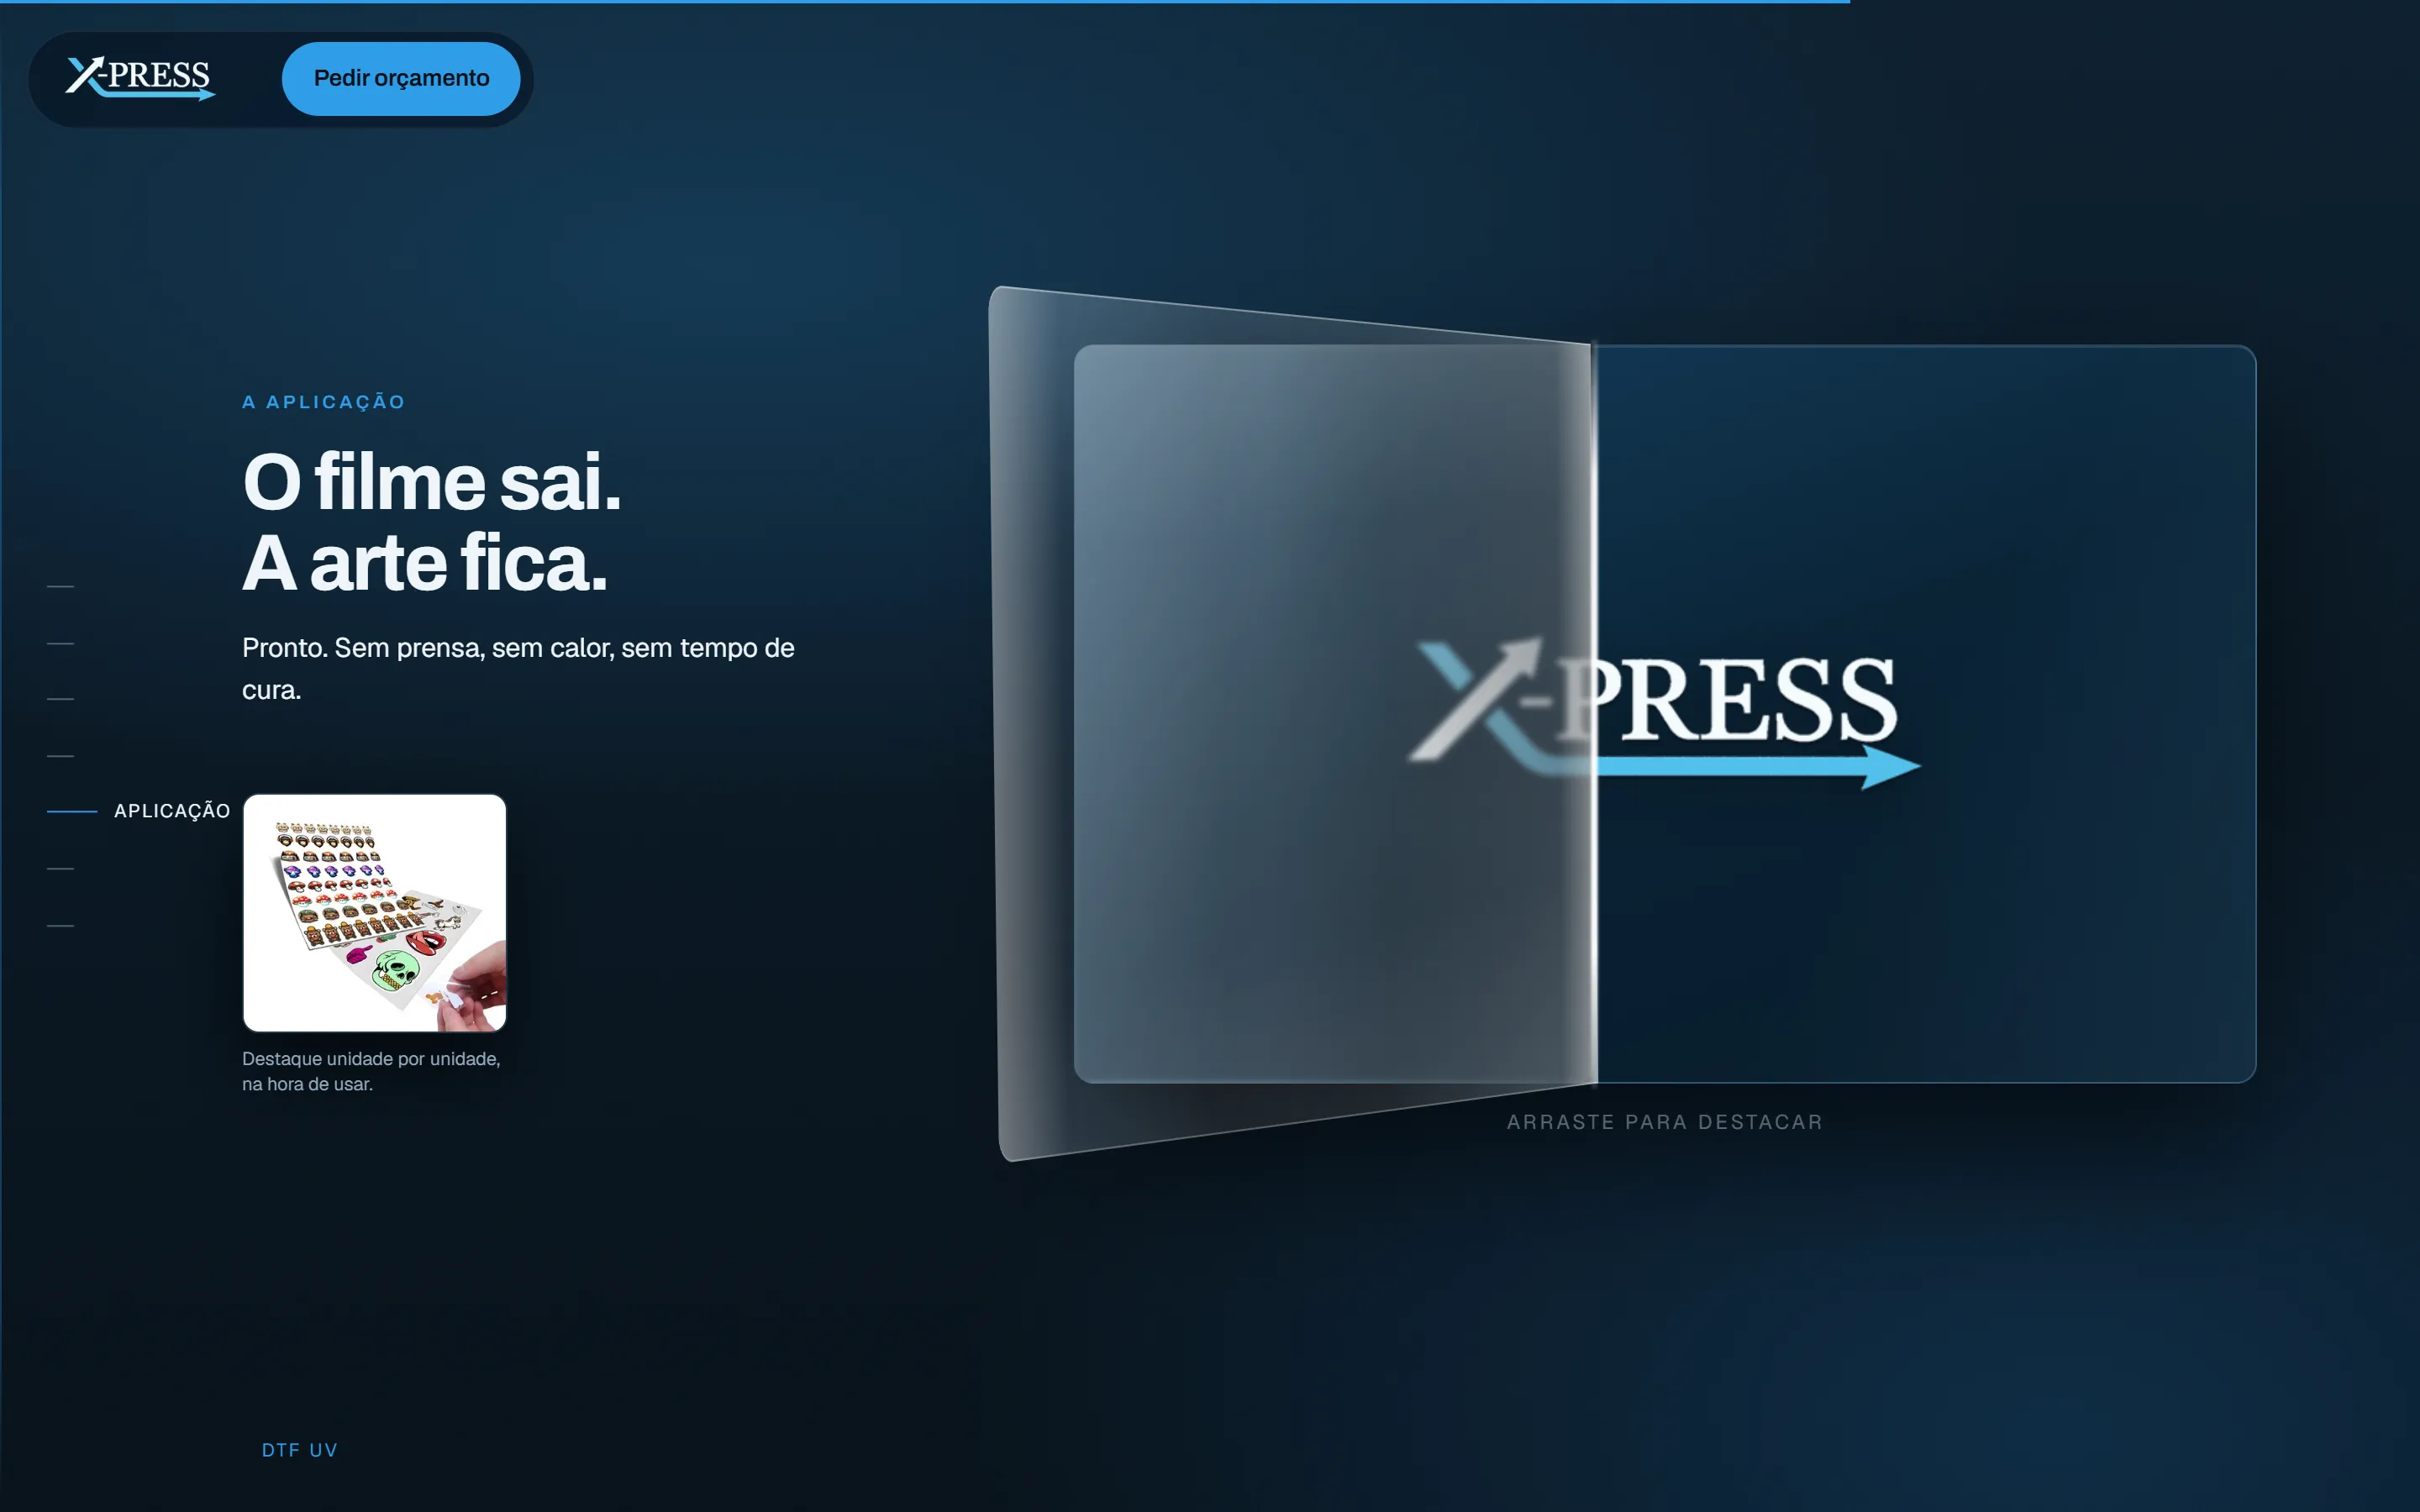 X-PRESS
Pedir orçamento
A APLICAÇÃO
O filme sai.
A arte fica.
Pronto. Sem prensa, sem calor, sem tempo de
cura.
APLICAÇÃO
Destaque unidade por unidade,
na hora de usar.
X-PRESS
ARRASTE PARA DESTACAR
DTF UV